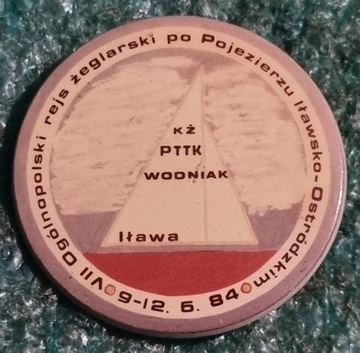 VII Ogólnopolski rejs żeglarski po Pojezierzu Iławsko-Ostródzkim
9-12. 6. 84
KŻ
PTTK
WODNIAK
Iława